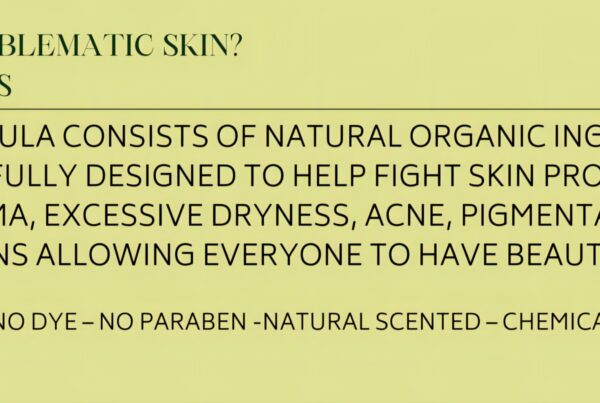 BLEMATIC SKIN?
S
ULA CONSISTS OF NATURAL ORGANIC ING
FULLY DESIGNED TO HELP FIGHT SKIN PRO
MA, EXCESSIVE DRYNESS, ACNE, PIGMENTA
NS ALLOWING EVERYONE TO HAVE BEAUT
NO DYE – NO PARABEN -NATURAL SCENTED – CHEMICA